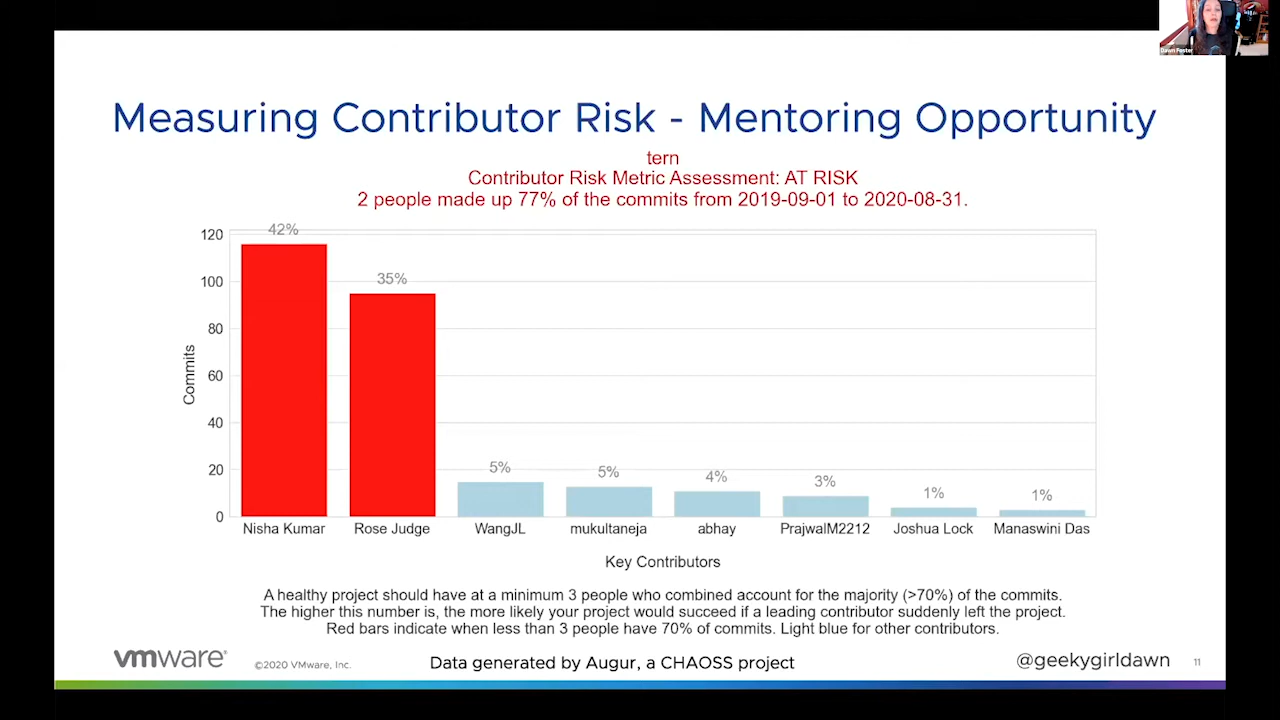 Dawn Foster
Measuring Contributor Risk - Mentoring Opportunity
tern
Contributor Risk Metric Assessment: AT RISK
2 people made up 77% of the commits from 2019-09-01 to 2020-08-31.
120
100
80
60
40
20
0
Commits
42%
35%
5%
5%
4%
3%
1%
1%
Nisha Kumar
Rose Judge
WangJL
mukultaneja
abhay
PrajwalM2212
Joshua Lock
Manaswini Das
Key Contributors
A healthy project should have at a minimum 3 people who combined account for the majority (>70%) of the commits.
The higher this number is, the more likely your project would succeed if a leading contributor suddenly left the project.
Red bars indicate when less than 3 people have 70% of commits. Light blue for other contributors.
vmware®
©2020 VMware, Inc.
Data generated by Augur, a CHAOSS project
@geekygirldawn
11